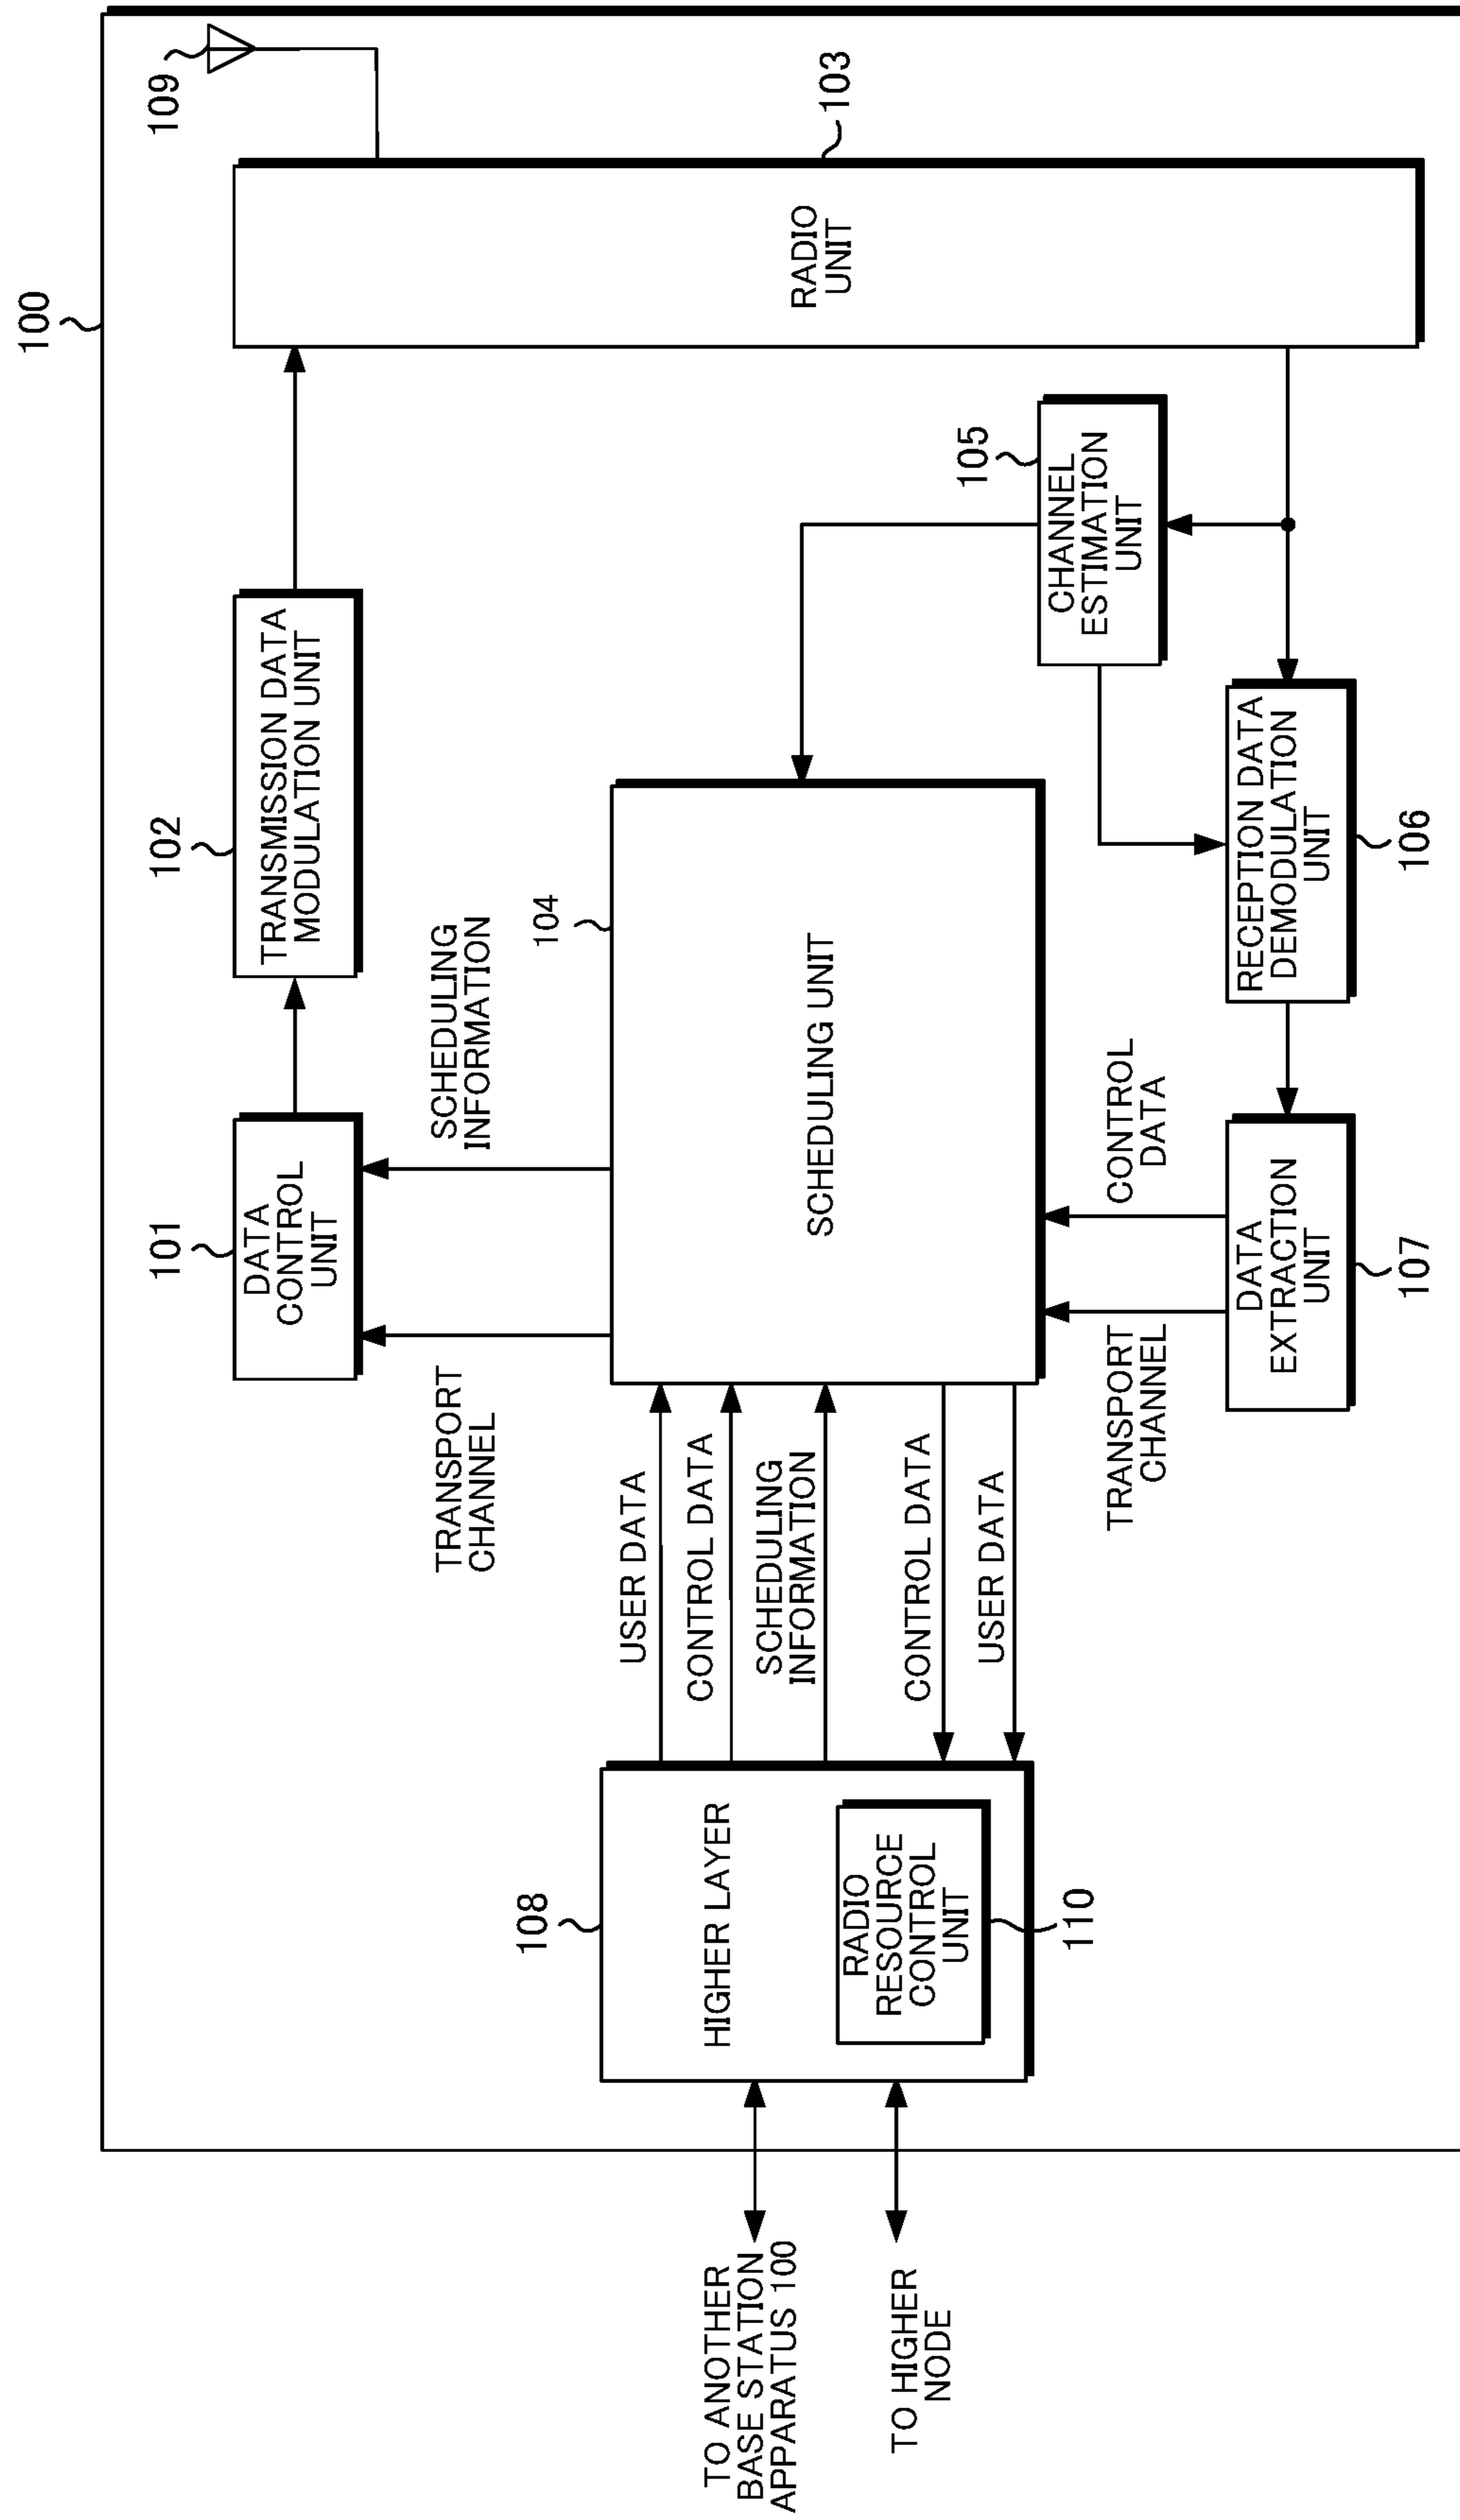 100
109
101
102
DATA
CONTROL
UNIT
TRANSMISSION DATA
MODULATION UNIT
TRANSPORT
CHANNEL
SCHEDULING
INFORMATION
103
RADIO
UNIT
108
104
HIGHER LAYER
RADIO
RESOURCE
CONTROL
UNIT
110
USER DATA
CONTROL DATA
SCHEDULING
INFORMATION
CONTROL DATA
USER DATA
SCHEDULING UNIT
TO ANOTHER
BASE STATION
APPARATUS 100
TO HIGHER
NODE
105
CHANNEL
ESTIMATION
UNIT
TRANSPORT
CHANNEL
CONTROL
DATA
DATA
EXTRACTION
UNIT
107
RECEPTION DATA
DEMODULATION
UNIT
106